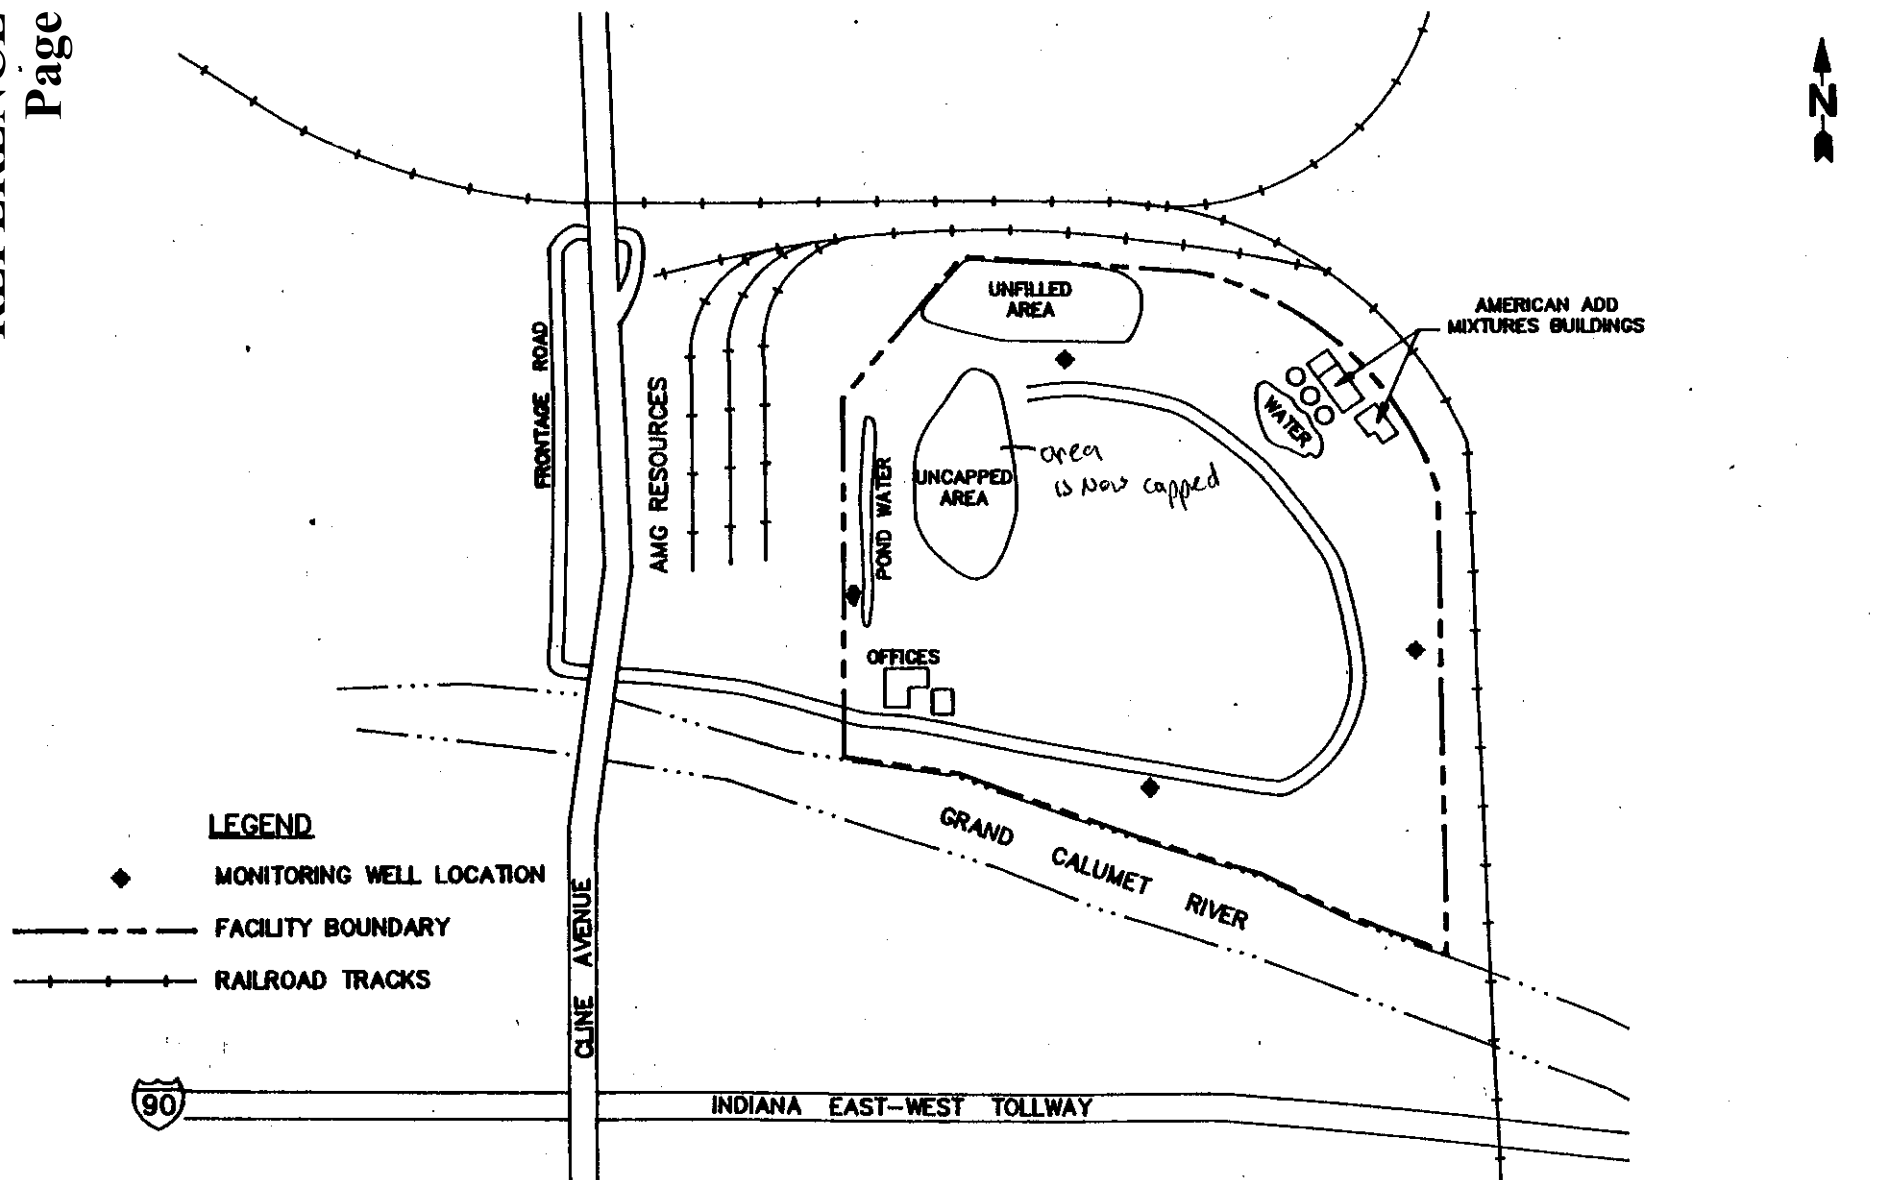 Page
N
UNFILLED
AREA
AMERICAN ADD
MIXTURES BUILDINGS
FRONTAGE ROAD
AMG RESOURCES
WATER
POND WATER
UNCAPPED
AREA
area
is now capped
OFFICES
GRAND CALUMET RIVER
LEGEND
MONITORING WELL LOCATION
FACILITY BOUNDARY
RAILROAD TRACKS
CLINE AVENUE
90
INDIANA EAST-WEST TOLLWAY